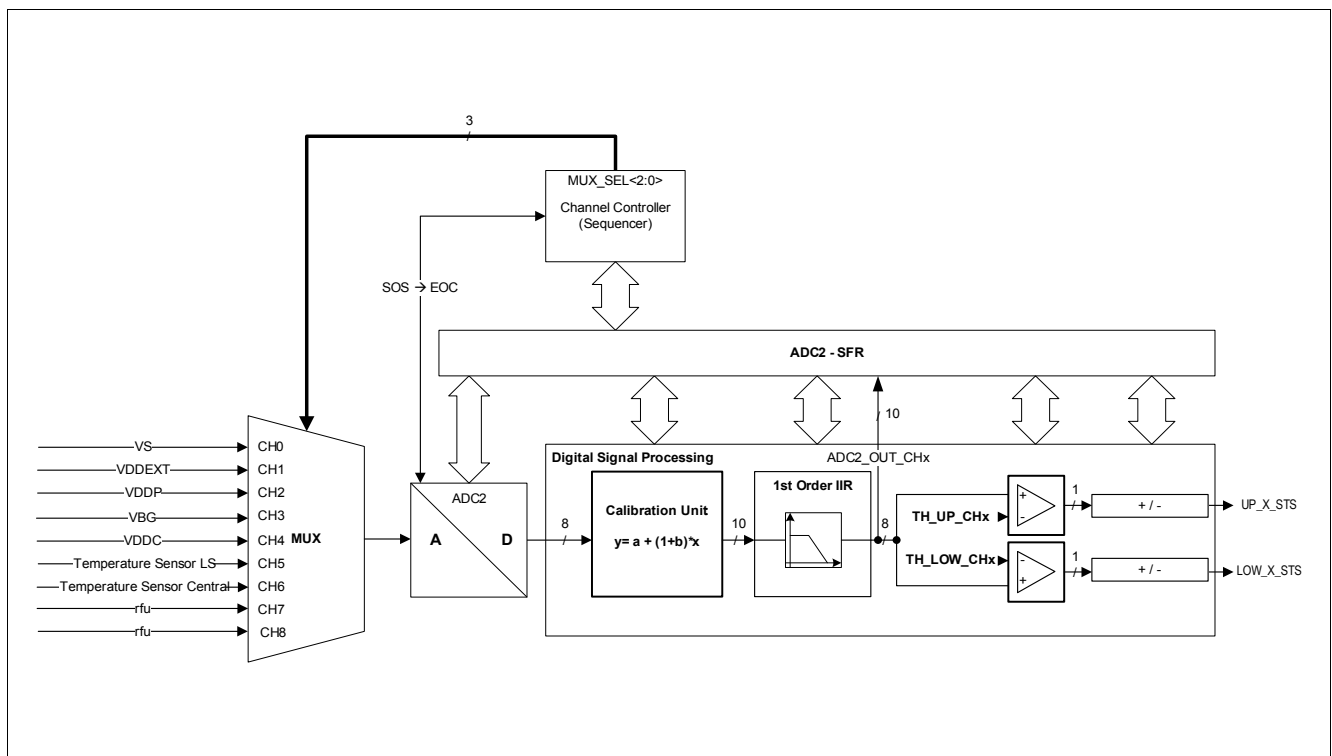 3
MUX_SEL<2:0>
Channel Controller
(Sequencer)
SOS → EOC
ADC2 - SFR
10
VS
CH0
VDDEXT
CH1
VDDP
CH2
VBG
CH3
VDDC
CH4
MUX
Temperature Sensor LS
CH5
Temperature Sensor Central
CH6
rfu
CH7
rfu
CH8
ADC2
A
D
8
Digital Signal Processing
ADC2_OUT_CHx
Calibration Unit
y= a + (1+b)*x
10
1st Order IIR
8
TH_UP_CHx
+
-
1
+ / -
UP_X_STS
TH_LOW_CHx
-
+
1
+ / -
LOW_X_STS